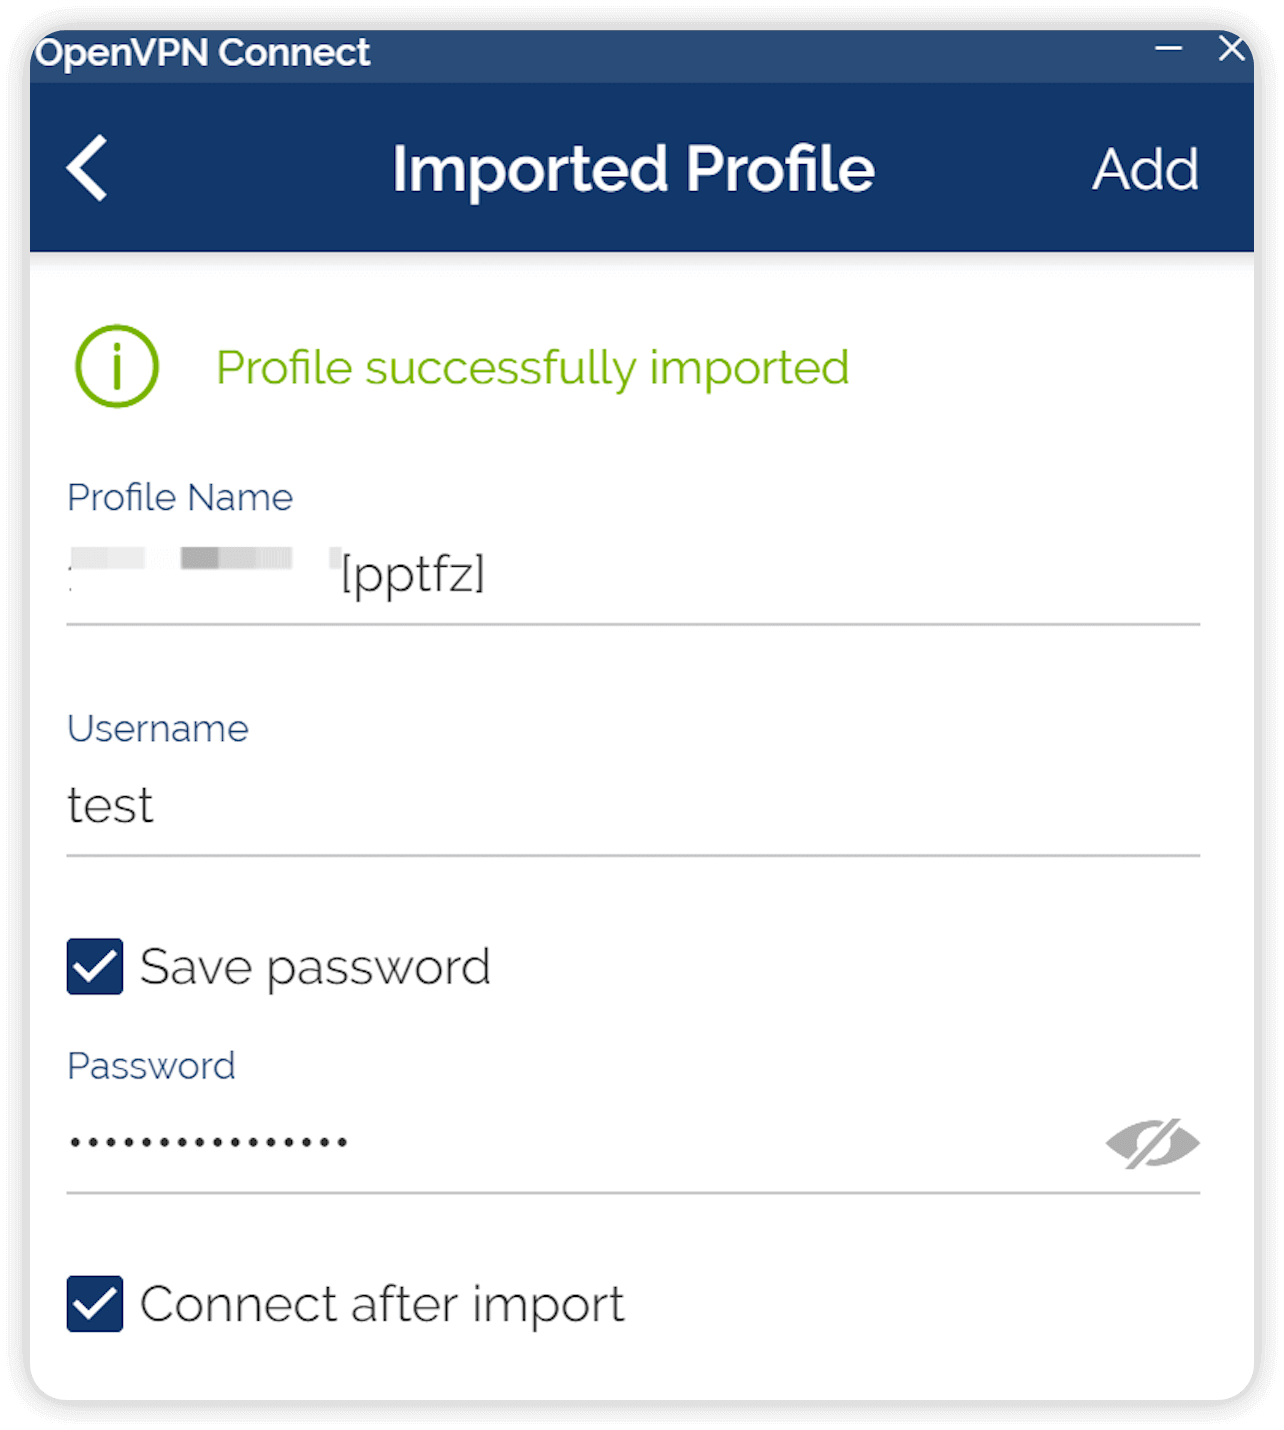 OpenVPN Connect
Imported Profile
Add
Profile successfully imported
Profile Name
[pptfz]
Username
test
Save password
Password
••••••••••••••••
Connect after import